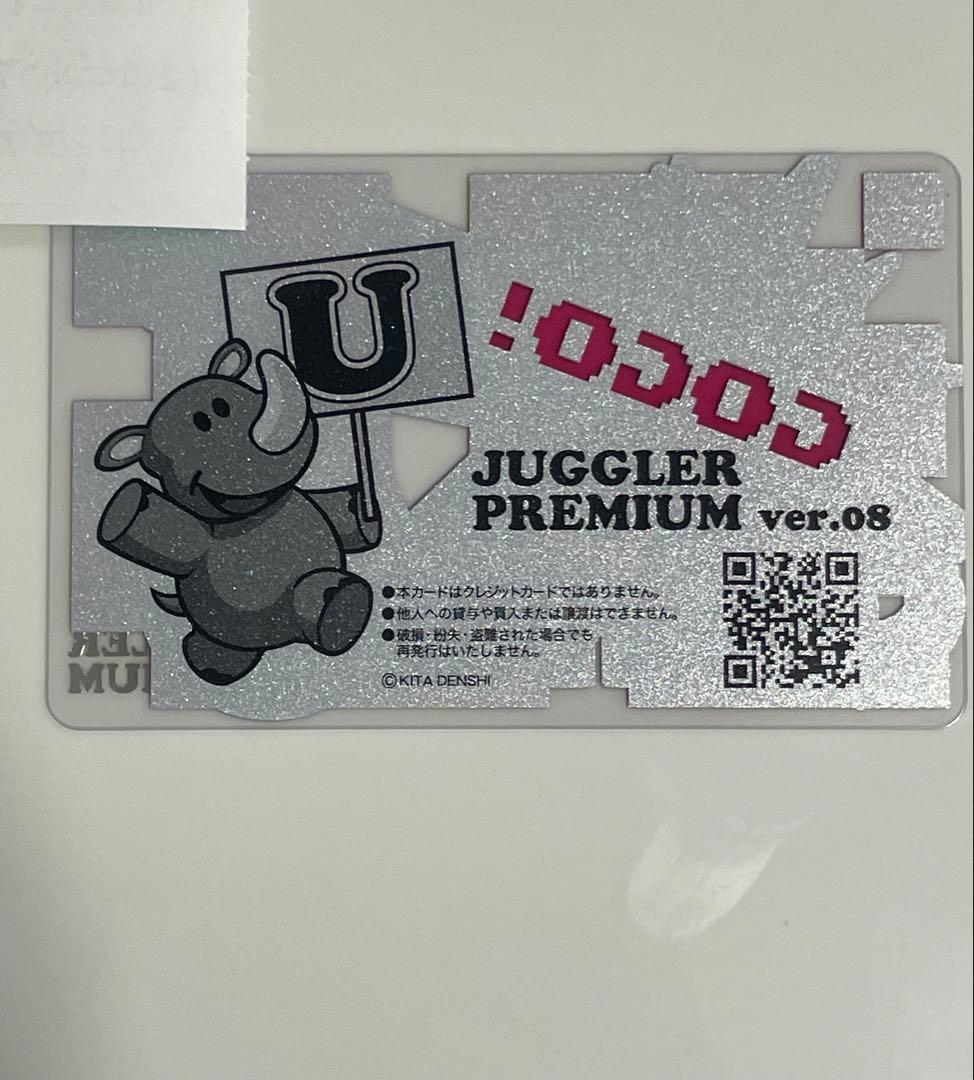 U
GOGO!
JUGGLER
PREMIUM ver.08
●本カードはクレジットカードではありません。
●他人への貸与や質入または譲渡はできません。
●破損・紛失・盗難された場合でも
再発行はいたしません。
©KITA DENSHI